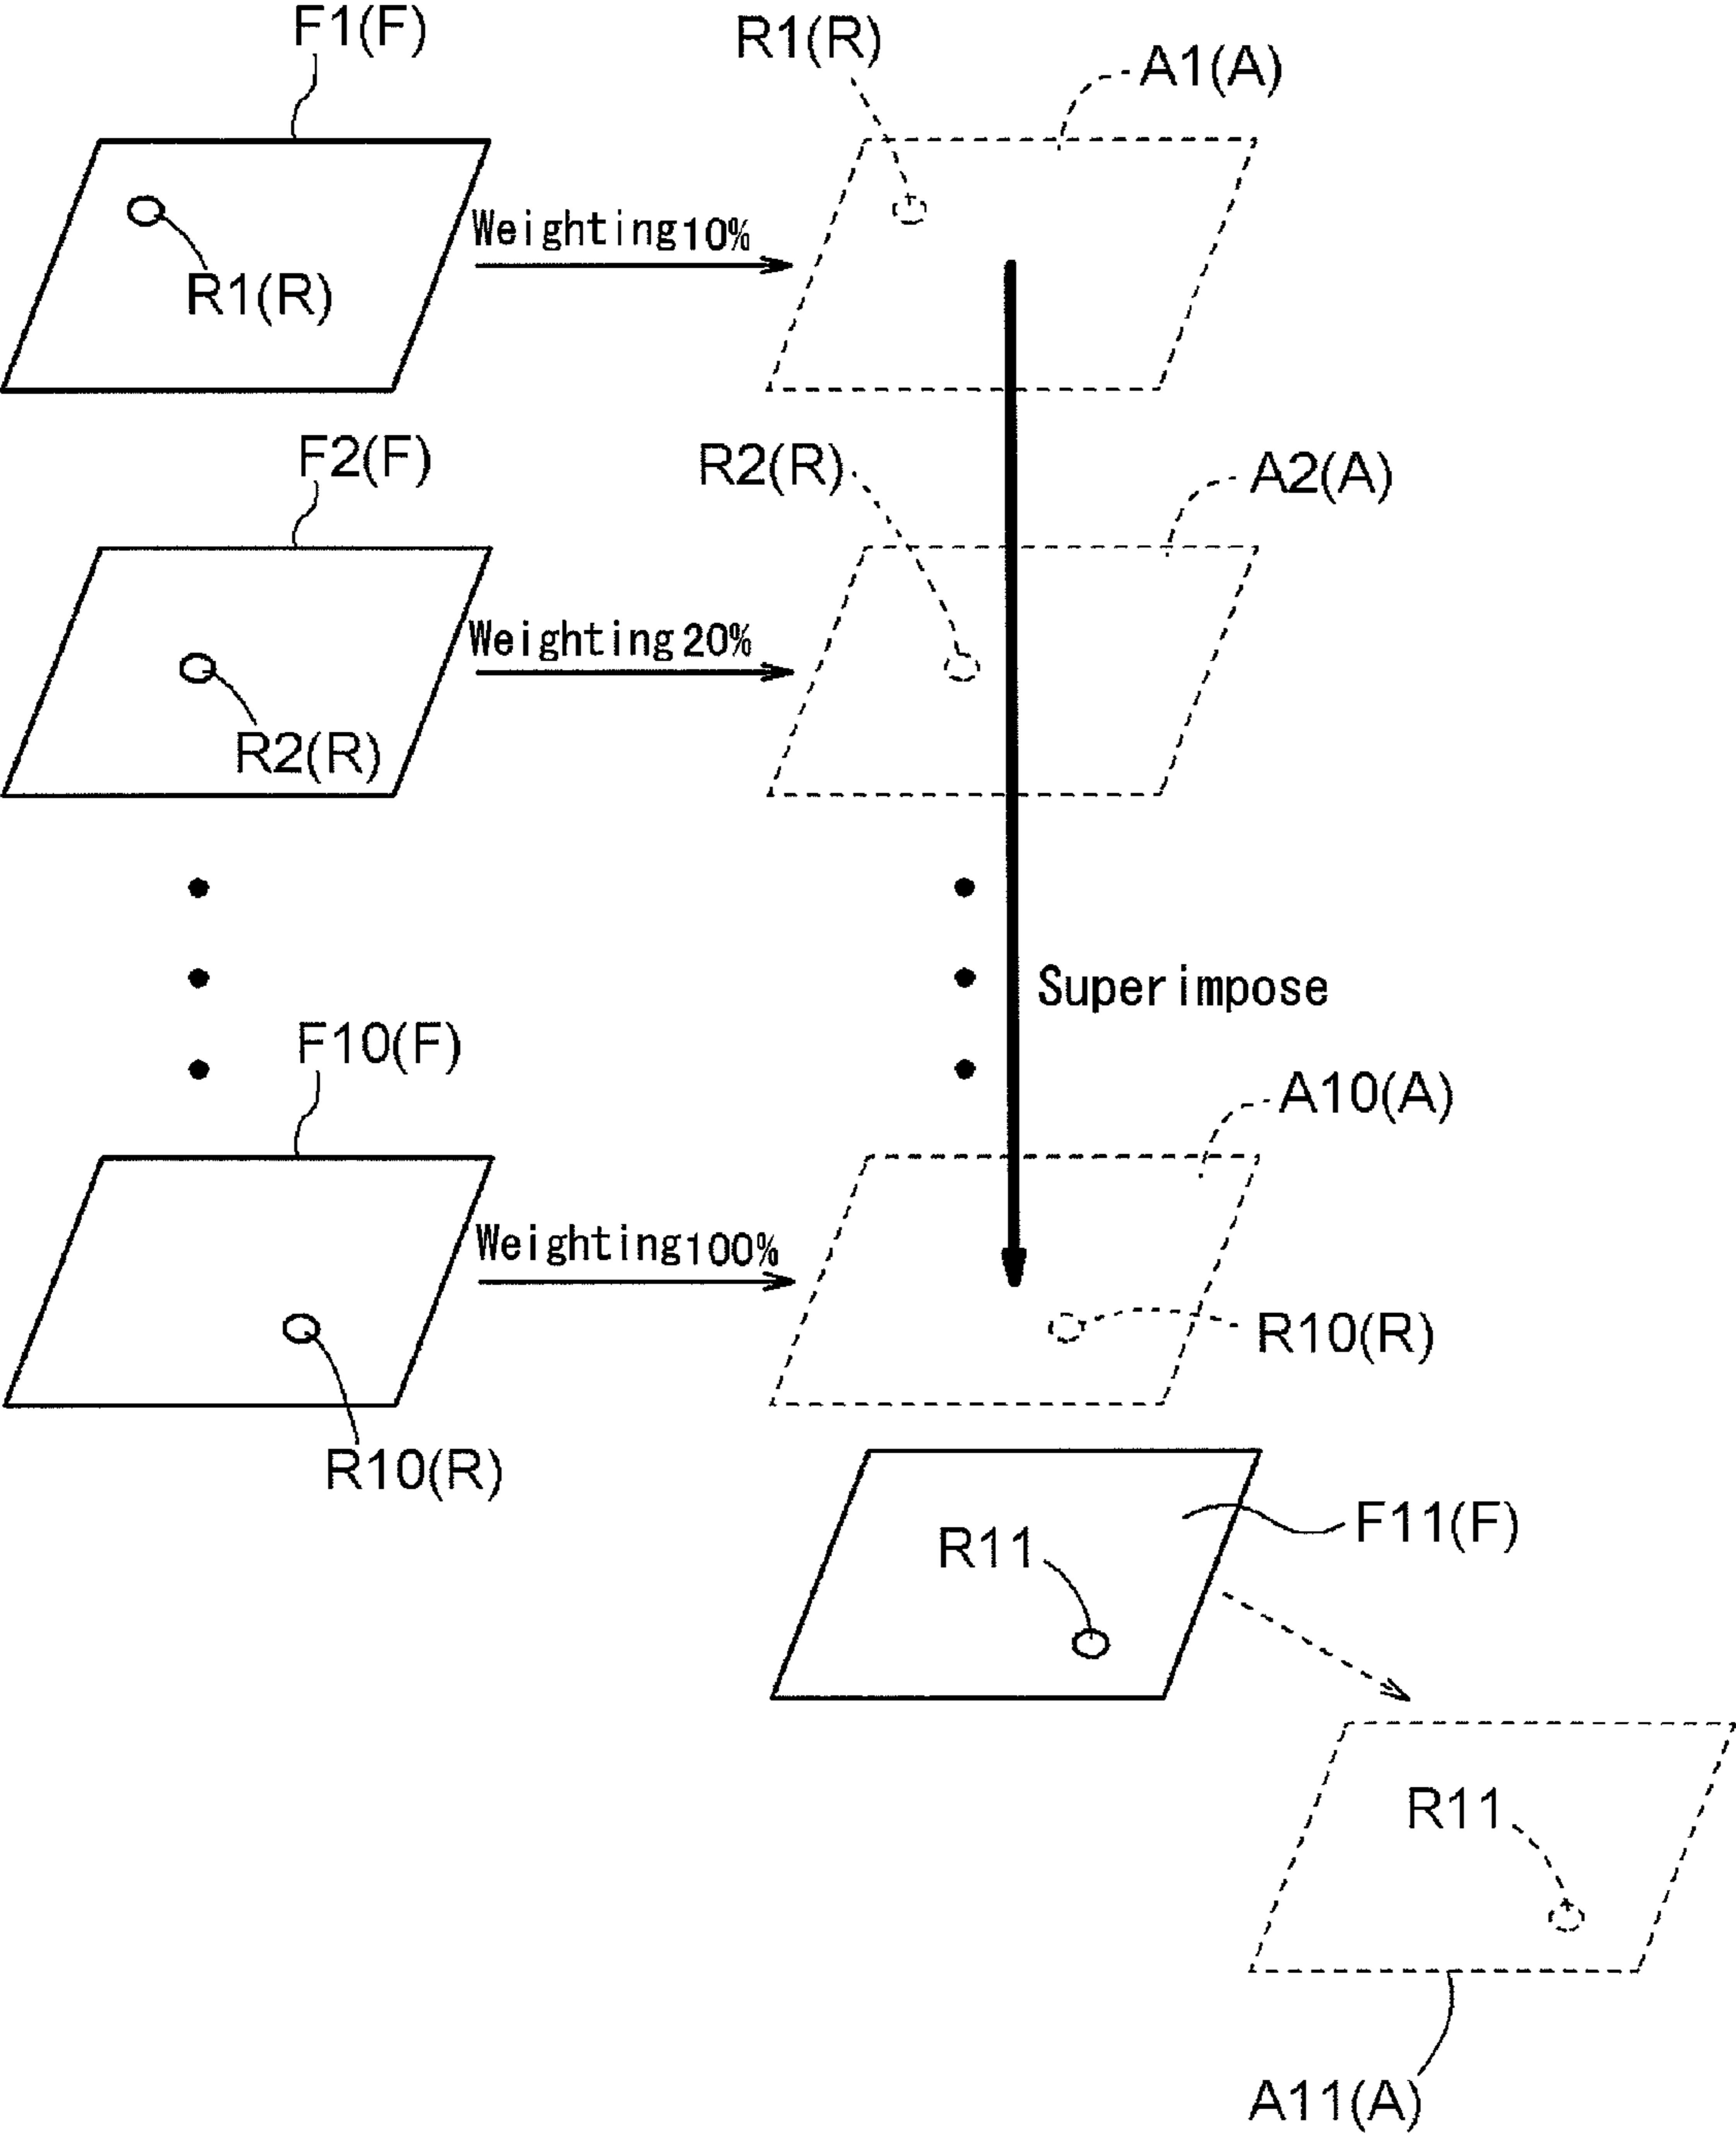 F1(F)
R1(R)
A1(A)
Weighting10%
R1(R)
F2(F)
R2(R)
A2(A)
Weighting20%
R2(R)
Superimpose
F10(F)
A10(A)
Weighting100%
R10(R)
R10(R)
F11(F)
R11
R11
A11(A)